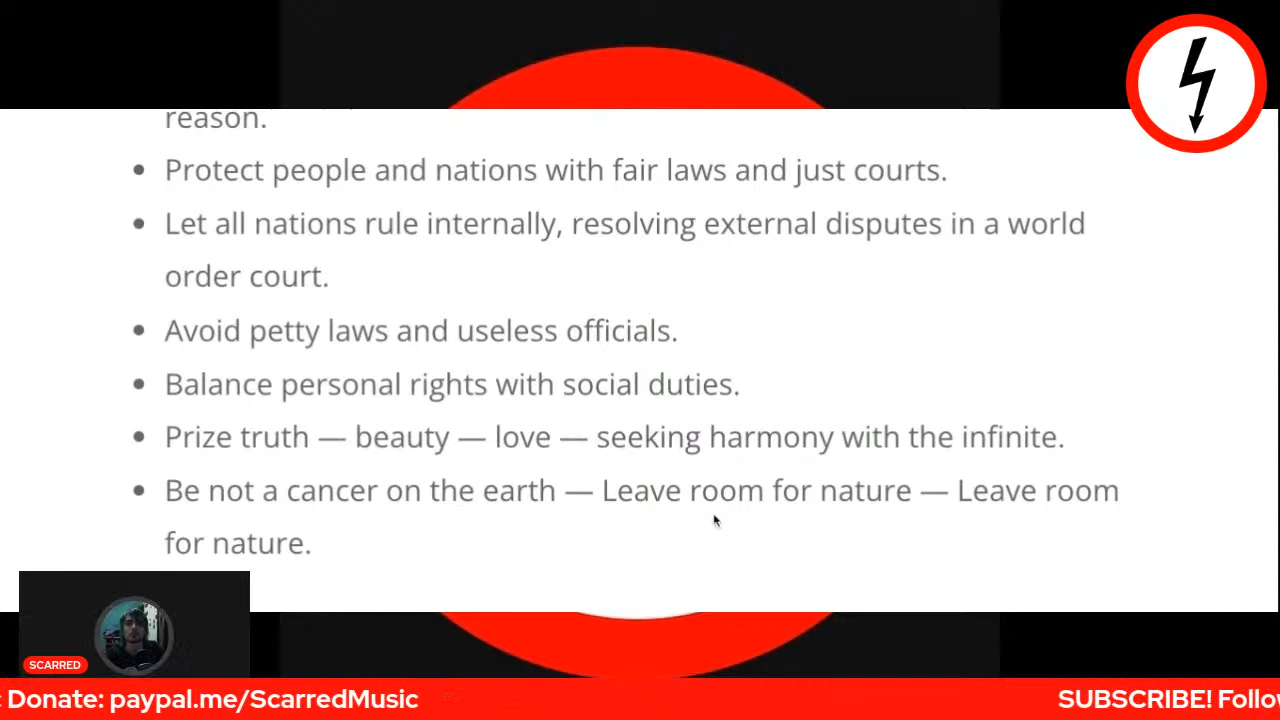 reason.
• Protect people and nations with fair laws and just courts.
• Let all nations rule internally, resolving external disputes in a world
order court.
• Avoid petty laws and useless officials.
• Balance personal rights with social duties.
• Prize truth — beauty — love — seeking harmony with the infinite.
• Be not a cancer on the earth — Leave room for nature — Leave room
for nature.
SCARRED
: Donate: paypal.me/ScarredMusic
SUBSCRIBE! Follow